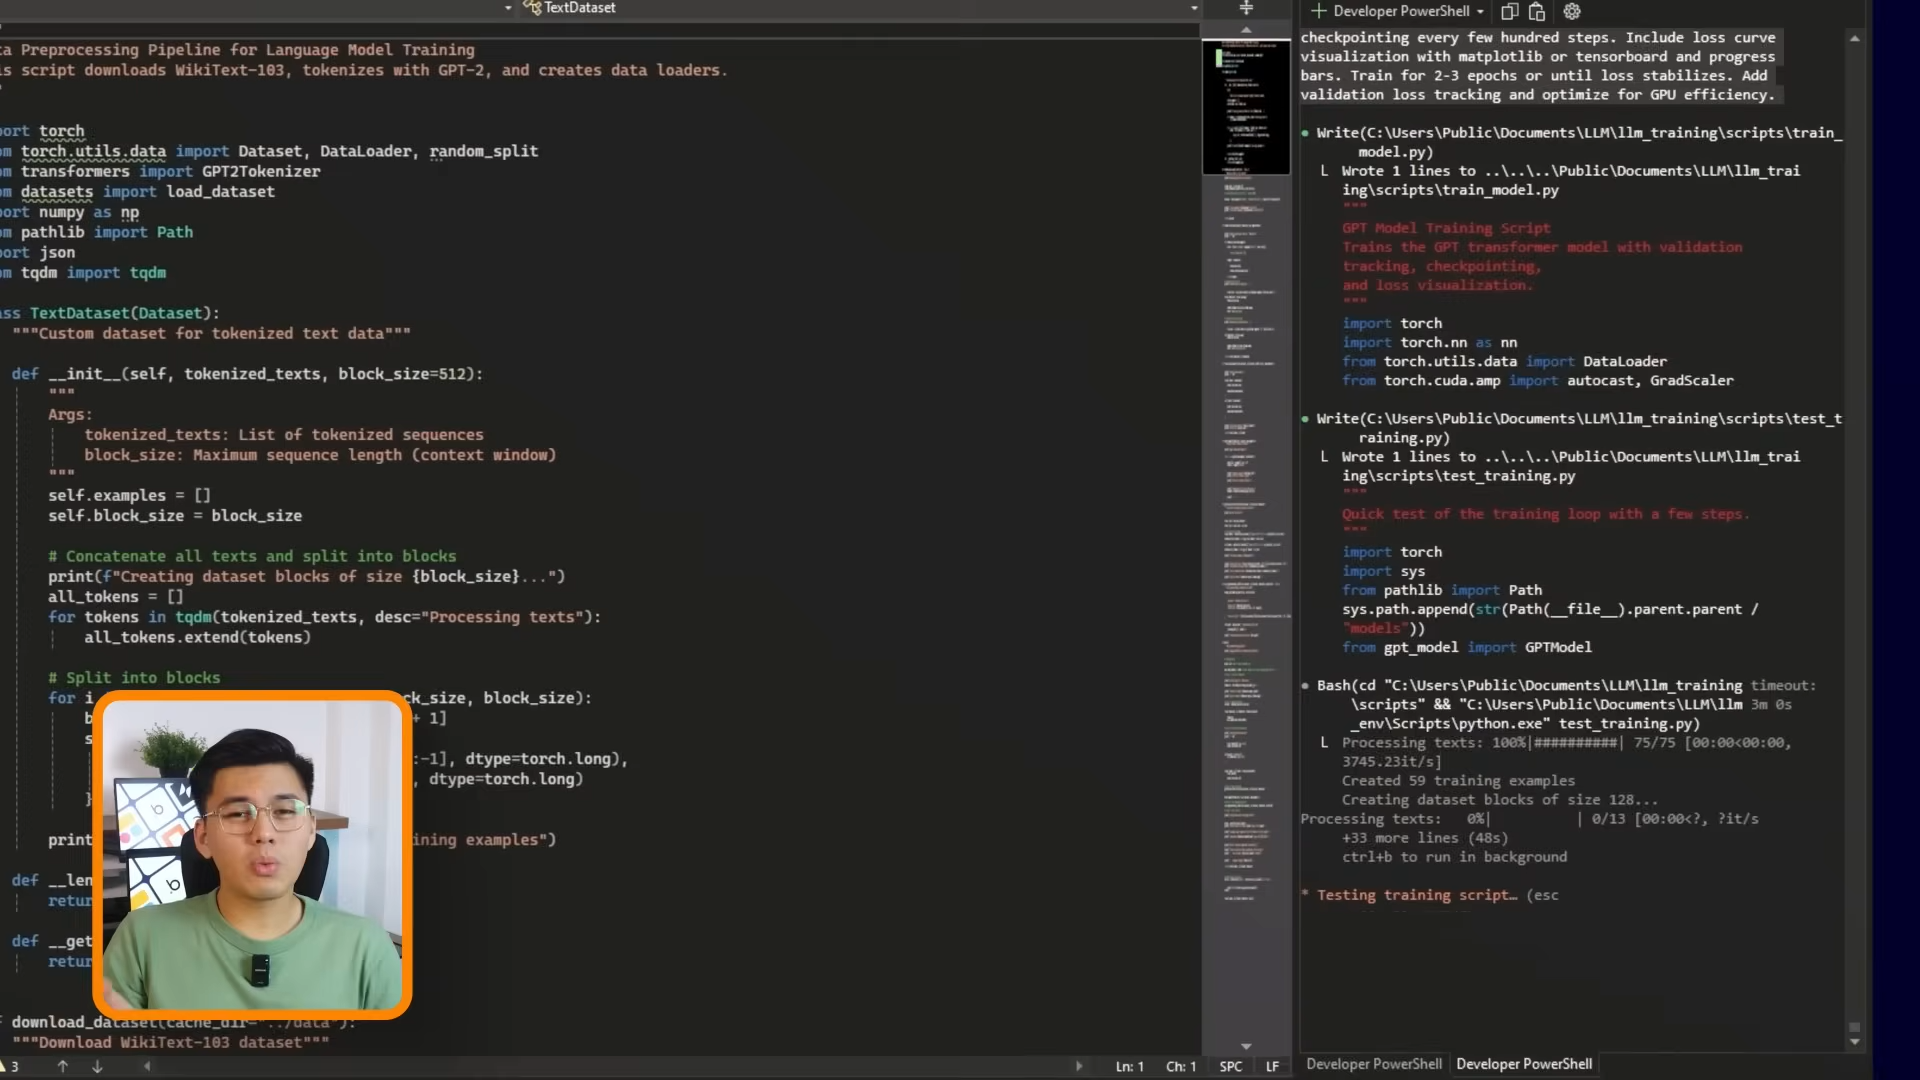 TextDataset
a Preprocessing Pipeline for Language Model Training
is script downloads WikiText-103, tokenizes with GPT-2, and creates data loaders.
port torch
om torch.utils.data import Dataset, DataLoader, random_split
om transformers import GPT2Tokenizer
om datasets import load_dataset
port numpy as np
om pathlib import Path
port json
om tqdm import tqdm
ass TextDataset(Dataset):
"""Custom dataset for tokenized text data"""
def __init__(self, tokenized_texts, block_size=512):
"""
Args:
tokenized_texts: List of tokenized sequences
block_size: Maximum sequence length (context window)
"""
self.examples = []
self.block_size = block_size
# Concatenate all texts and split into blocks
print(f"Creating dataset blocks of size {block_size}...")
all_tokens = []
for tokens in tqdm(tokenized_texts, desc="Processing texts"):
all_tokens.extend(tokens)
# Split into blocks
for i ck_size, block_size):
b + 1]
s
:-1], dtype=torch.long),
, dtype=torch.long)
}
print ining examples")
def __len
retur
def __get
retur
download_dataset(cache_dir="../data"):
"""Download WikiText-103 dataset"""
3
Ln: 1 Ch: 1 SPC LF
Developer PowerShell
checkpointing every few hundred steps. Include loss curve
visualization with matplotlib or tensorboard and progress
bars. Train for 2-3 epochs or until loss stabilizes. Add
validation loss tracking and optimize for GPU efficiency.
Write(C:\Users\Public\Documents\LLM\llm_training\scripts\train_
model.py)
Wrote 1 lines to ..\..\..\Public\Documents\LLM\llm_trai
ing\scripts\train_model.py
"""
GPT Model Training Script
Trains the GPT transformer model with validation
tracking, checkpointing,
and loss visualization.
"""
import torch
import torch.nn as nn
from torch.utils.data import DataLoader
from torch.cuda.amp import autocast, GradScaler
Write(C:\Users\Public\Documents\LLM\llm_training\scripts\test_t
raining.py)
Wrote 1 lines to ..\..\..\Public\Documents\LLM\llm_trai
ing\scripts\test_training.py
"""
Quick test of the training loop with a few steps.
"""
import torch
import sys
from pathlib import Path
sys.path.append(str(Path(__file__).parent.parent /
"models"))
from gpt_model import GPTModel
Bash(cd "C:\Users\Public\Documents\LLM\llm_training timeout:
\scripts" && "C:\Users\Public\Documents\LLM\llm 3m 0s
_env\Scripts\python.exe" test_training.py)
Processing texts: 100%|##########| 75/75 [00:00<00:00,
3745.23it/s]
Created 59 training examples
Creating dataset blocks of size 128...
Processing texts: 0%| | 0/13 [00:00<?, ?it/s
+33 more lines (48s)
ctrl+b to run in background
* Testing training script… (esc
Developer PowerShell Developer PowerShell